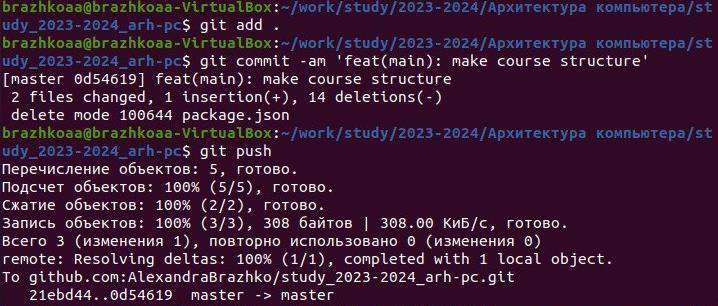 brazhkoaa@brazhkoaa-VirtualBox:~/work/study/2023-2024/Архитектура компьютера/st
udy_2023-2024_arh-pc$ git add .
brazhkoaa@brazhkoaa-VirtualBox:~/work/study/2023-2024/Архитектура компьютера/st
udy_2023-2024_arh-pc$ git commit -am 'feat(main): make course structure'
[master 0d54619] feat(main): make course structure
 2 files changed, 1 insertion(+), 14 deletions(-)
 delete mode 100644 package.json
brazhkoaa@brazhkoaa-VirtualBox:~/work/study/2023-2024/Архитектура компьютера/st
udy_2023-2024_arh-pc$ git push
Перечисление объектов: 5, готово.
Подсчет объектов: 100% (5/5), готово.
Сжатие объектов: 100% (2/2), готово.
Запись объектов: 100% (3/3), 308 байтов | 308.00 КиБ/с, готово.
Всего 3 (изменения 1), повторно использовано 0 (изменения 0)
remote: Resolving deltas: 100% (1/1), completed with 1 local object.
To github.com:AlexandraBrazhko/study_2023-2024_arh-pc.git
   21ebd44..0d54619  master -> master